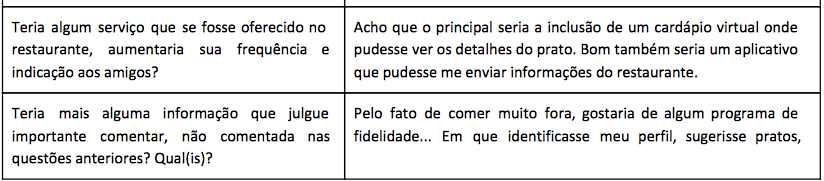 Teria algum serviço que se fosse oferecido no
restaurante, aumentaria sua frequência e
indicação aos amigos?
Acho que o principal seria a inclusão de um cardápio virtual onde
pudesse ver os detalhes do prato. Bom também seria um aplicativo
que pudesse me enviar informações do restaurante.
Teria mais alguma informação que julgue
importante comentar, não comentada nas
questões anteriores? Qual(is)?
Pelo fato de comer muito fora, gostaria de algum programa de
fidelidade... Em que identificasse meu perfil, sugerisse pratos,